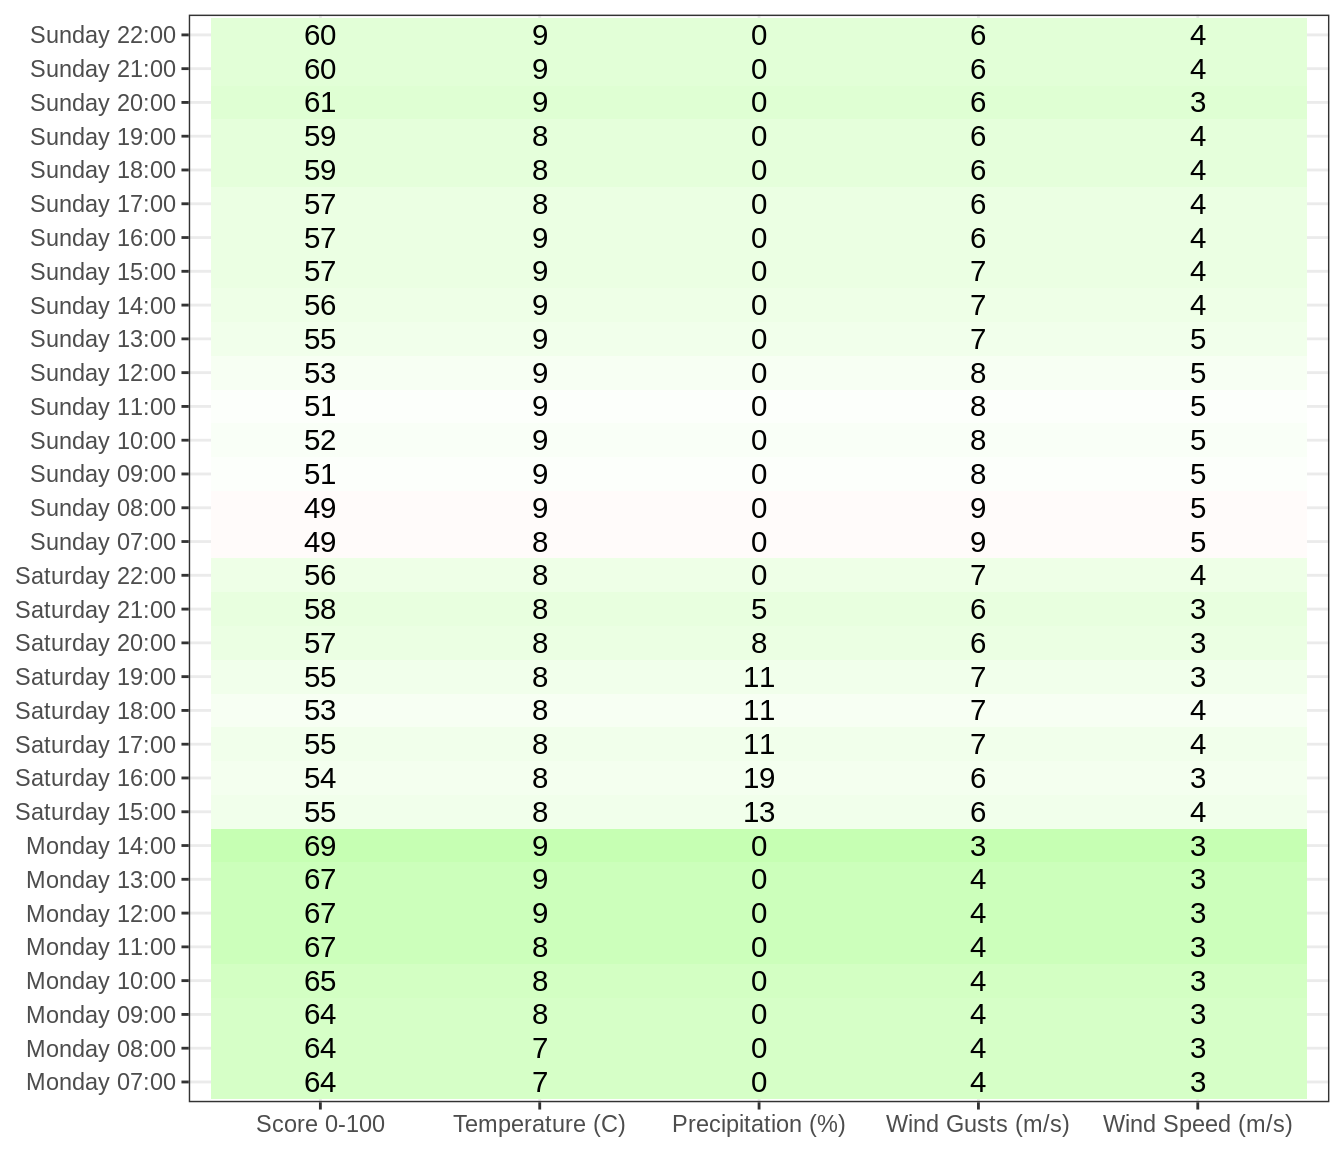 Sunday 22:00 60 9 0 6 4
Sunday 21:00 60 9 0 6 4
Sunday 20:00 61 9 0 6 3
Sunday 19:00 59 8 0 6 4
Sunday 18:00 59 8 0 6 4
Sunday 17:00 57 8 0 6 4
Sunday 16:00 57 9 0 6 4
Sunday 15:00 57 9 0 7 4
Sunday 14:00 56 9 0 7 4
Sunday 13:00 55 9 0 7 5
Sunday 12:00 53 9 0 8 5
Sunday 11:00 51 9 0 8 5
Sunday 10:00 52 9 0 8 5
Sunday 09:00 51 9 0 8 5
Sunday 08:00 49 9 0 9 5
Sunday 07:00 49 8 0 9 5
Saturday 22:00 56 8 0 7 4
Saturday 21:00 58 8 5 6 3
Saturday 20:00 57 8 8 6 3
Saturday 19:00 55 8 11 7 3
Saturday 18:00 53 8 11 7 4
Saturday 17:00 55 8 11 7 4
Saturday 16:00 54 8 19 6 3
Saturday 15:00 55 8 13 6 4
Monday 14:00 69 9 0 3 3
Monday 13:00 67 9 0 4 3
Monday 12:00 67 9 0 4 3
Monday 11:00 67 8 0 4 3
Monday 10:00 65 8 0 4 3
Monday 09:00 64 8 0 4 3
Monday 08:00 64 7 0 4 3
Monday 07:00 64 7 0 4 3
Score 0-100 Temperature (C) Precipitation (%) Wind Gusts (m/s) Wind Speed (m/s)